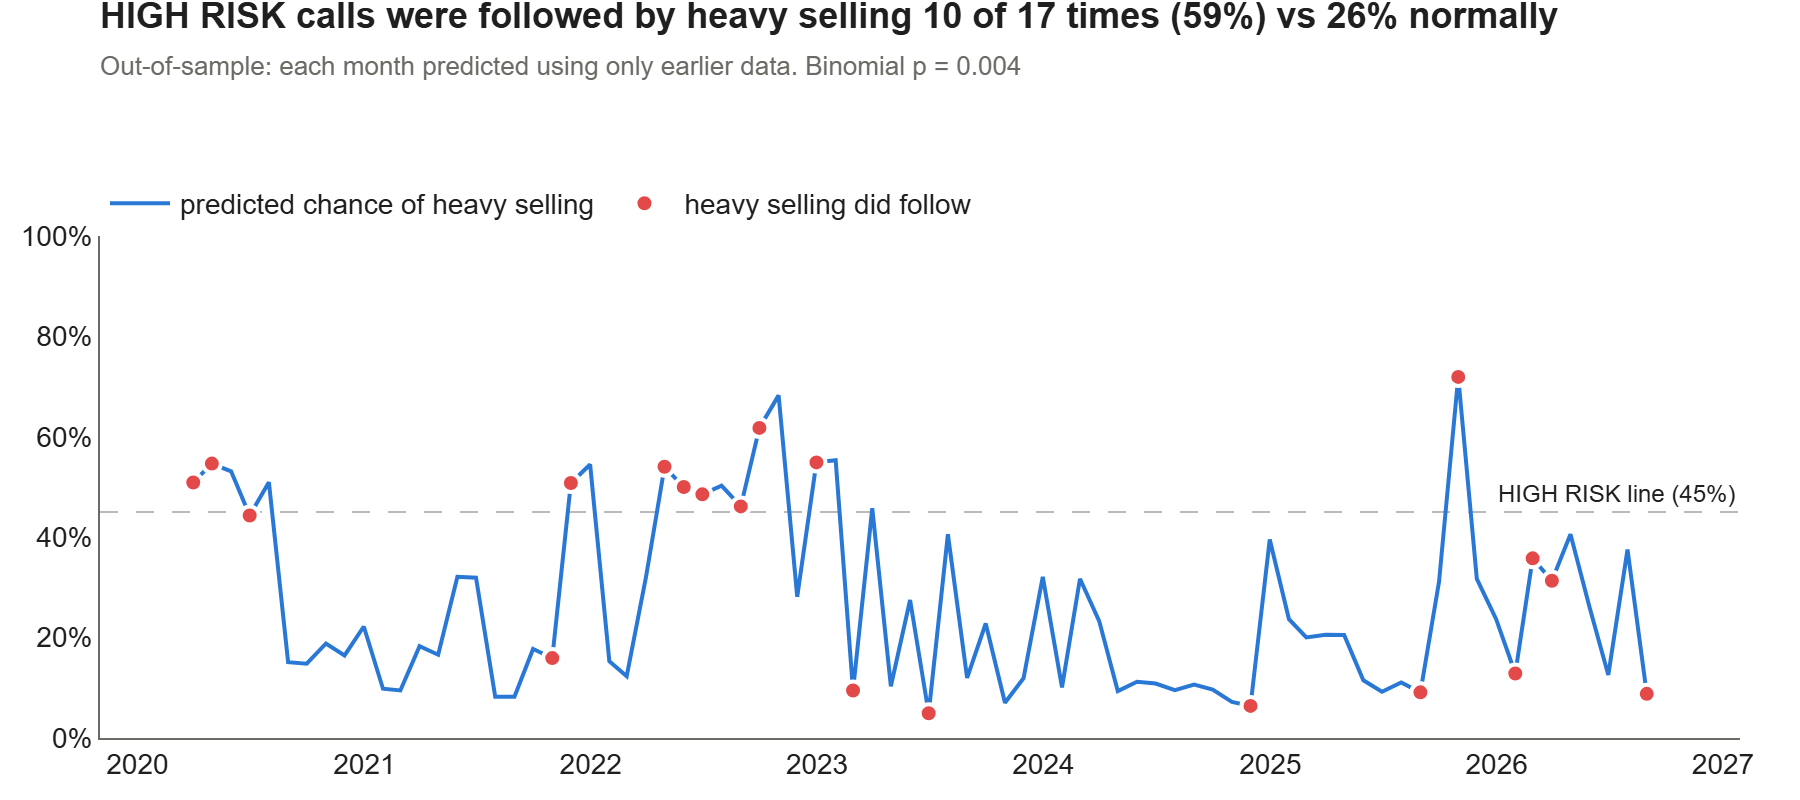 HIGH RISK calls were followed by heavy selling 10 of 17 times (59%) vs 26% normally
Out-of-sample: each month predicted using only earlier data. Binomial p = 0.004
predicted chance of heavy selling
heavy selling did follow
100%
80%
60%
HIGH RISK line (45%)
40%
20%
0%
2020
2021
2022
2023
2024
2025
2026
2027